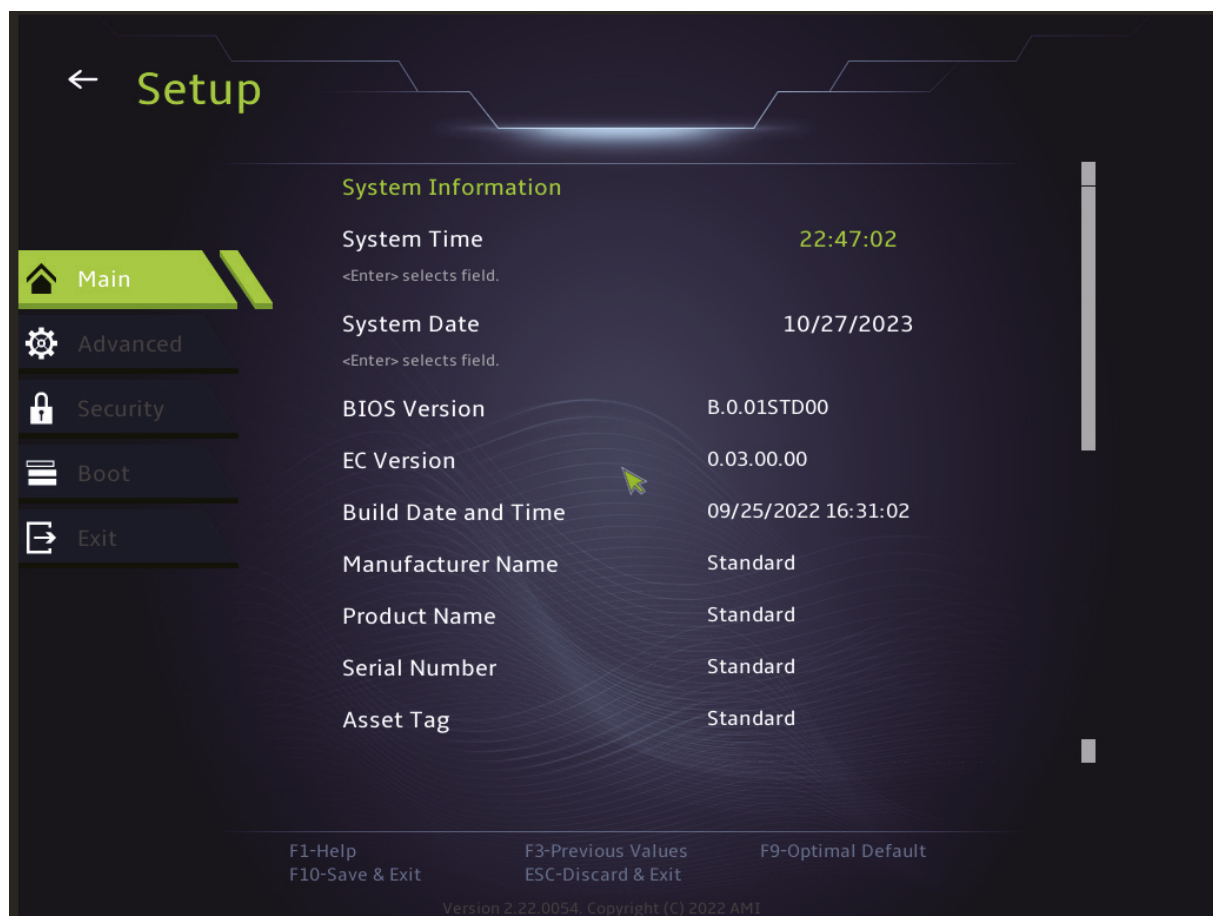 Setup
System Information
System Time 22:47:02
<Enter> selects field.
Main
System Date 10/27/2023
Advanced
<Enter> selects field.
Security
BIOS Version B.0.01STD00
EC Version 0.03.00.00
Boot
Build Date and Time 09/25/2022 16:31:02
Exit
Manufacturer Name Standard
Product Name Standard
Serial Number Standard
Asset Tag Standard
F1-Help F3-Previous Values F9-Optimal Default
F10-Save & Exit ESC-Discard & Exit
Version 2.22.0054. Copyright (C) 2022 AMI